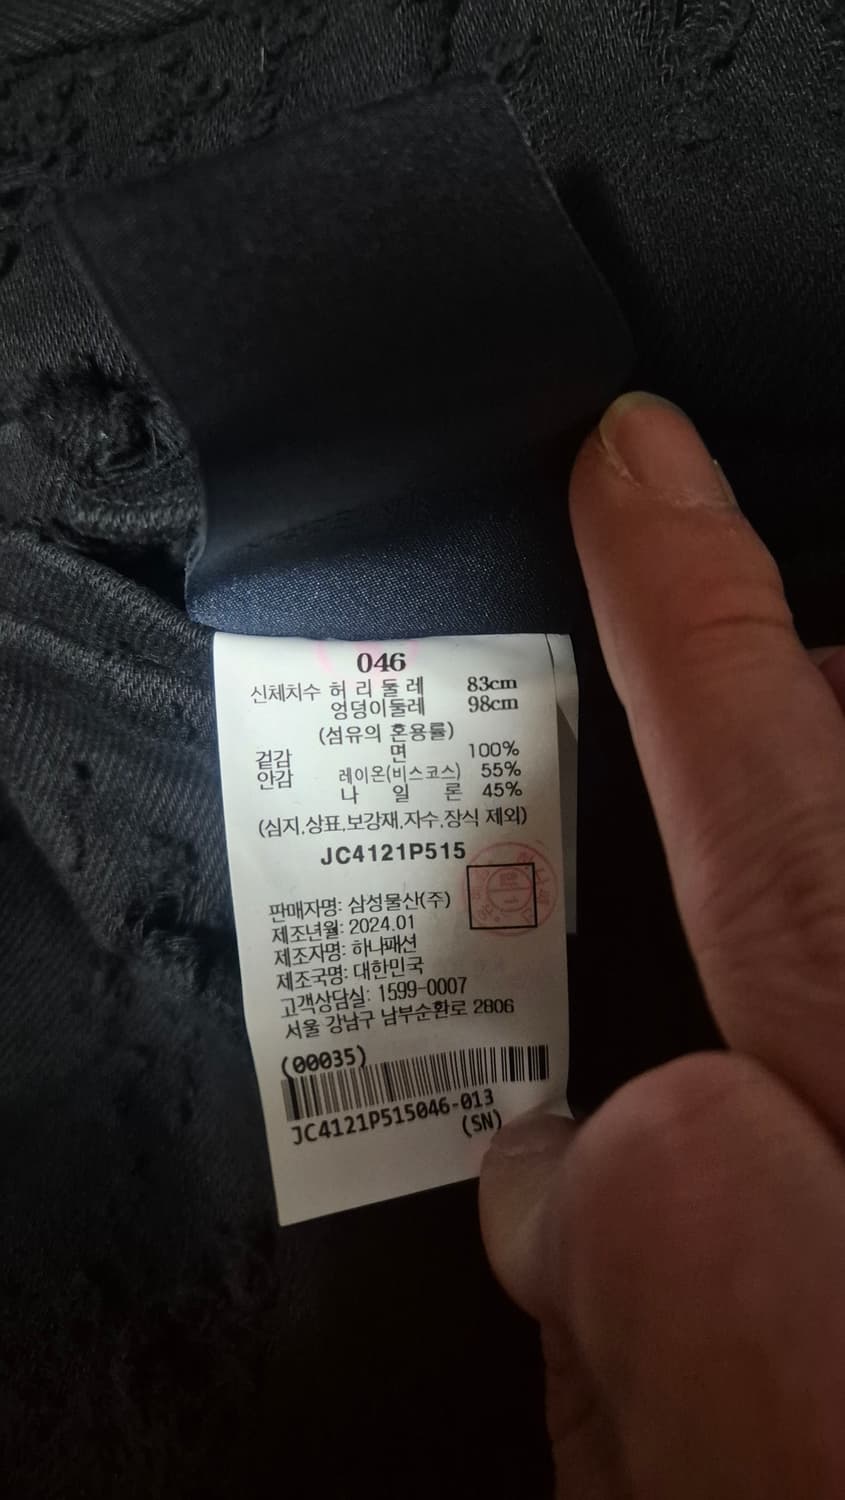 046
신체치수 허 리 둘 레 83cm
엉덩이둘레 98cm
(섬유의 혼용률)
겉감 면 100%
안감 레이온(비스코스) 55%
나 일 론 45%
(심지,상표,보강재,자수,장식 제외)
JC4121P515
판매자명: 삼성물산(주)
제조년월: 2024.01
제조자명: 하나패션
제조국명: 대한민국
고객상담실: 1599-0007
서울 강남구 남부순환로 2806
(00035)
JC4121P515046-013
(SN)